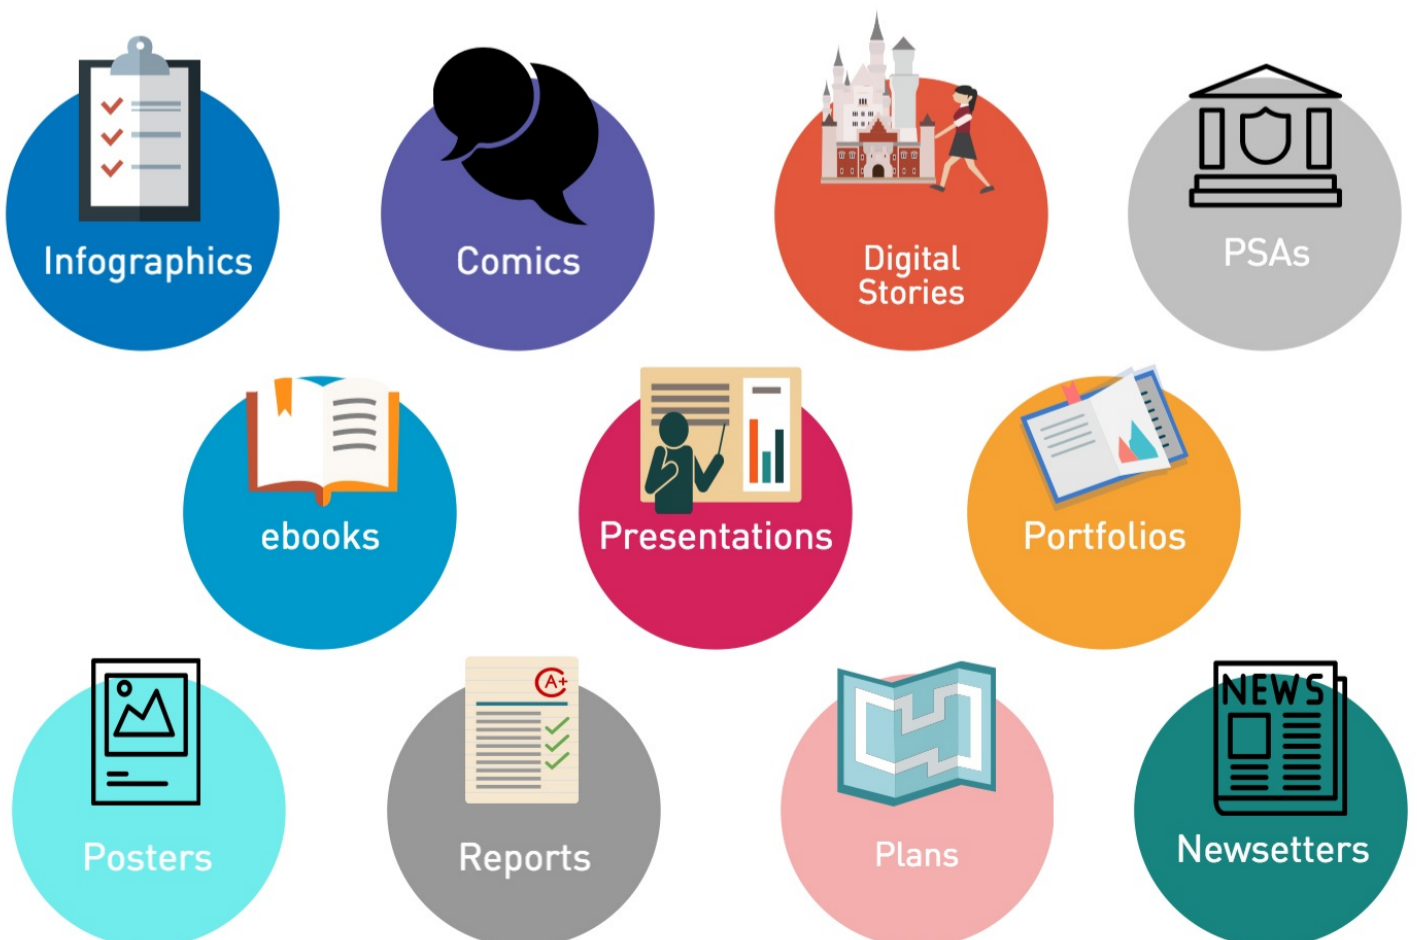 Infographics
Comics
Digital
Stories
PSAs
ebooks
Presentations
Portfolios
Posters
A+
Reports
Plans
NEWS
Newsetters